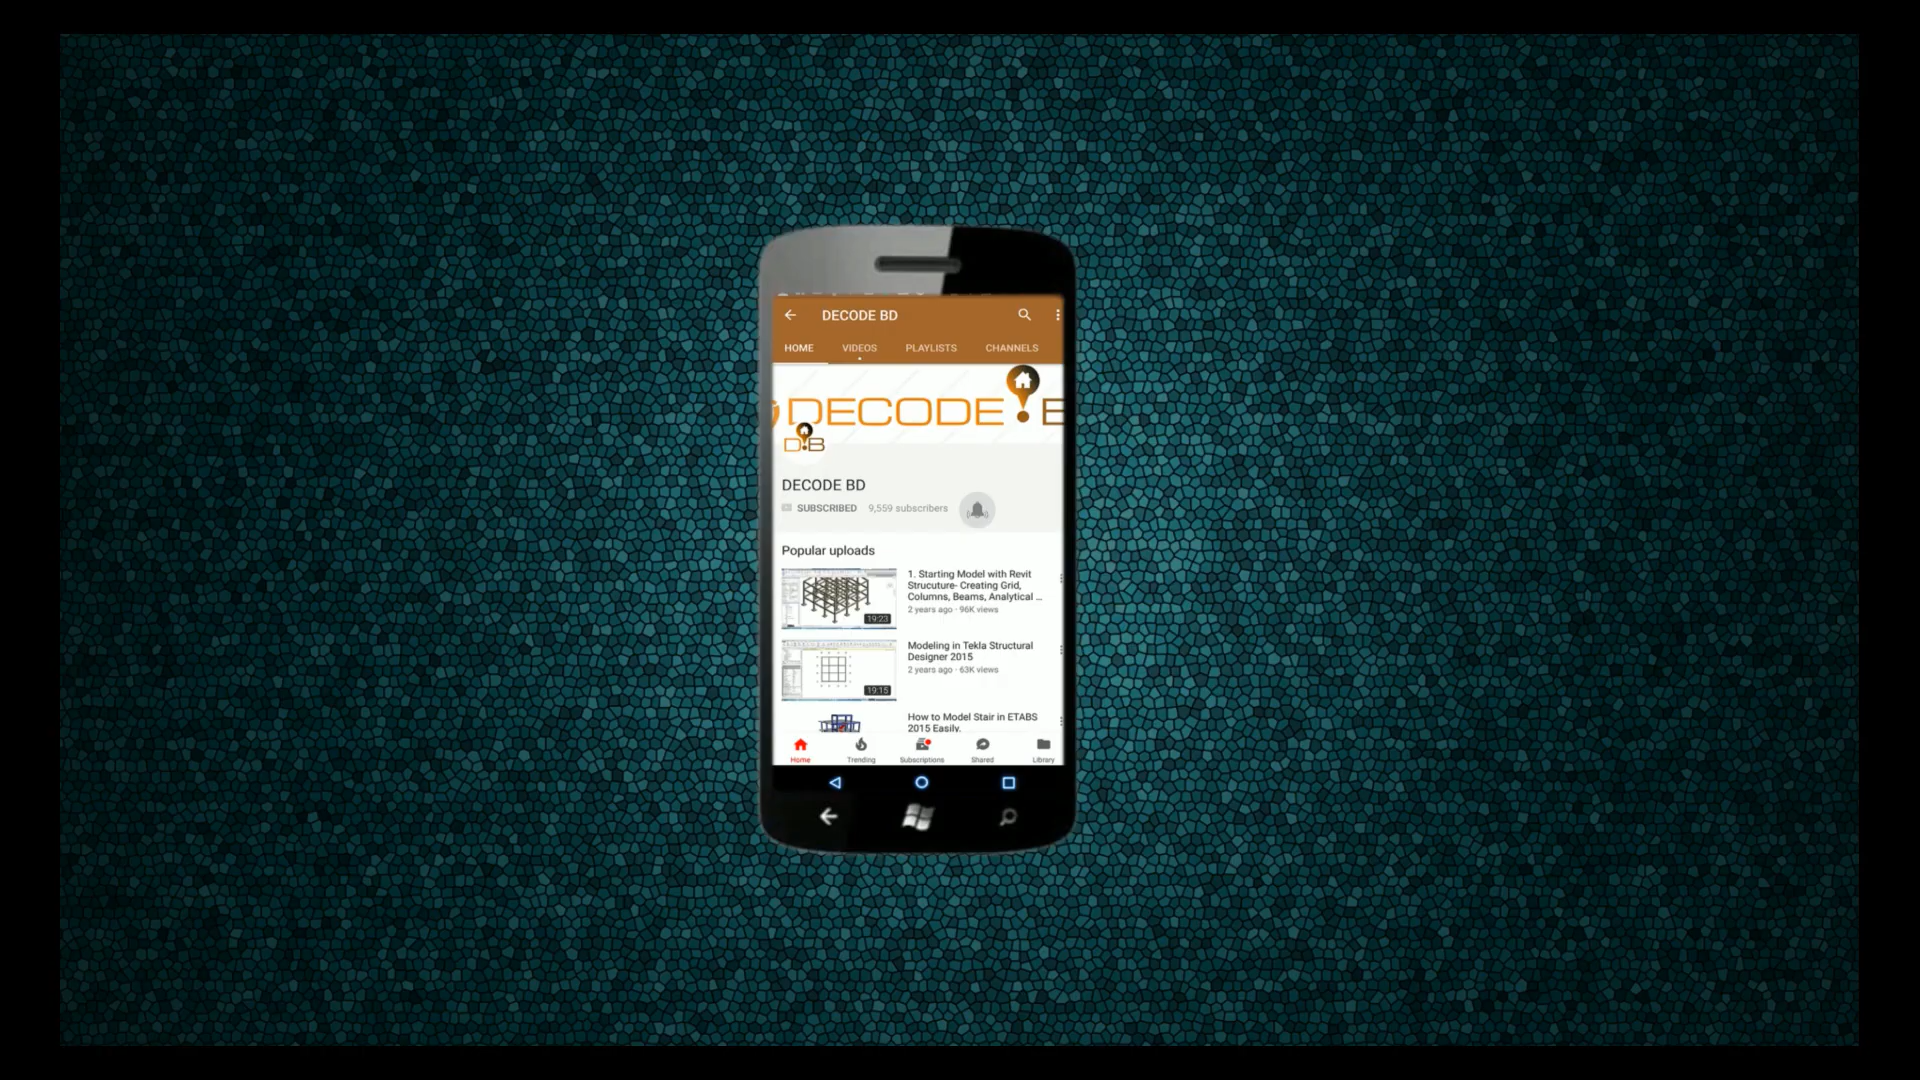 DECODE BD
HOME VIDEOS PLAYLISTS CHANNELS
DECODE B
D.B
DECODE BD
SUBSCRIBED 9,559 subscribers
Popular uploads
1. Starting Model with Revit
Strucuture- Creating Grid,
Columns, Beams, Analytical ...
2 years ago · 96K views
19:23
Modeling in Tekla Structural
Designer 2015
2 years ago · 63K views
19:15
How to Model Stair in ETABS
2015 Easily.
Home Trending Subscriptions Shared Library